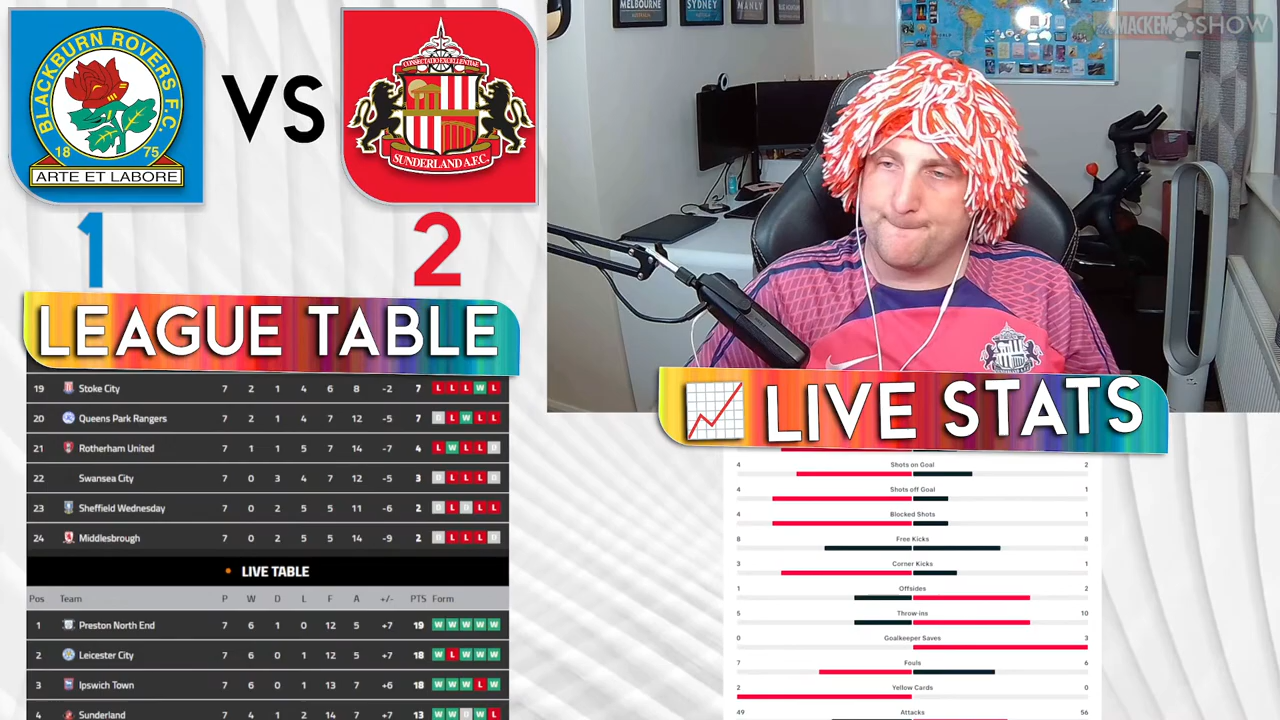 BLACKBURN ROVERS F.C.
18 75
ARTE ET LABORE
VS
CONSECTATIO EXCELLENTIAE
SUNDERLAND A.F.C.
1 2
LEAGUE TABLE
19 Stoke City 7 2 1 4 6 8 -2 7 L L L W L
20 Queens Park Rangers 7 2 1 4 7 12 -5 7 D L W L L
21 Rotherham United 7 1 1 5 7 14 -7 4 L W L L D
22 Swansea City 7 0 3 4 7 12 -5 3 D L L L D
23 Sheffield Wednesday 7 0 2 5 5 11 -6 2 D L D L L
24 Middlesbrough 7 0 2 5 5 14 -9 2 D L L L D
LIVE TABLE
Pos Team W D L F A +/- PTS Form
1 Preston North End 7 6 1 0 12 5 +7 19 W W W W W
2 Leicester City 7 6 0 1 12 5 +7 18 W L W W W
3 Ipswich Town 7 6 0 1 13 7 +6 18 W W W L W
4 Sunderland 7 4 1 2 14 7 +7 13 W W D W L
MELBOURNE
AUSTRALIA
SYDNEY
AUSTRALIA
MANLY
MACKEM SHOW
LIVE STATS
4 Shots on Goal 2
4 Shots off Goal 1
4 Blocked Shots 1
8 Free Kicks 8
3 Corner Kicks 1
1 Offsides 2
5 Throw-ins 10
0 Goalkeeper Saves 3
7 Fouls 6
2 Yellow Cards 0
49 Attacks 56